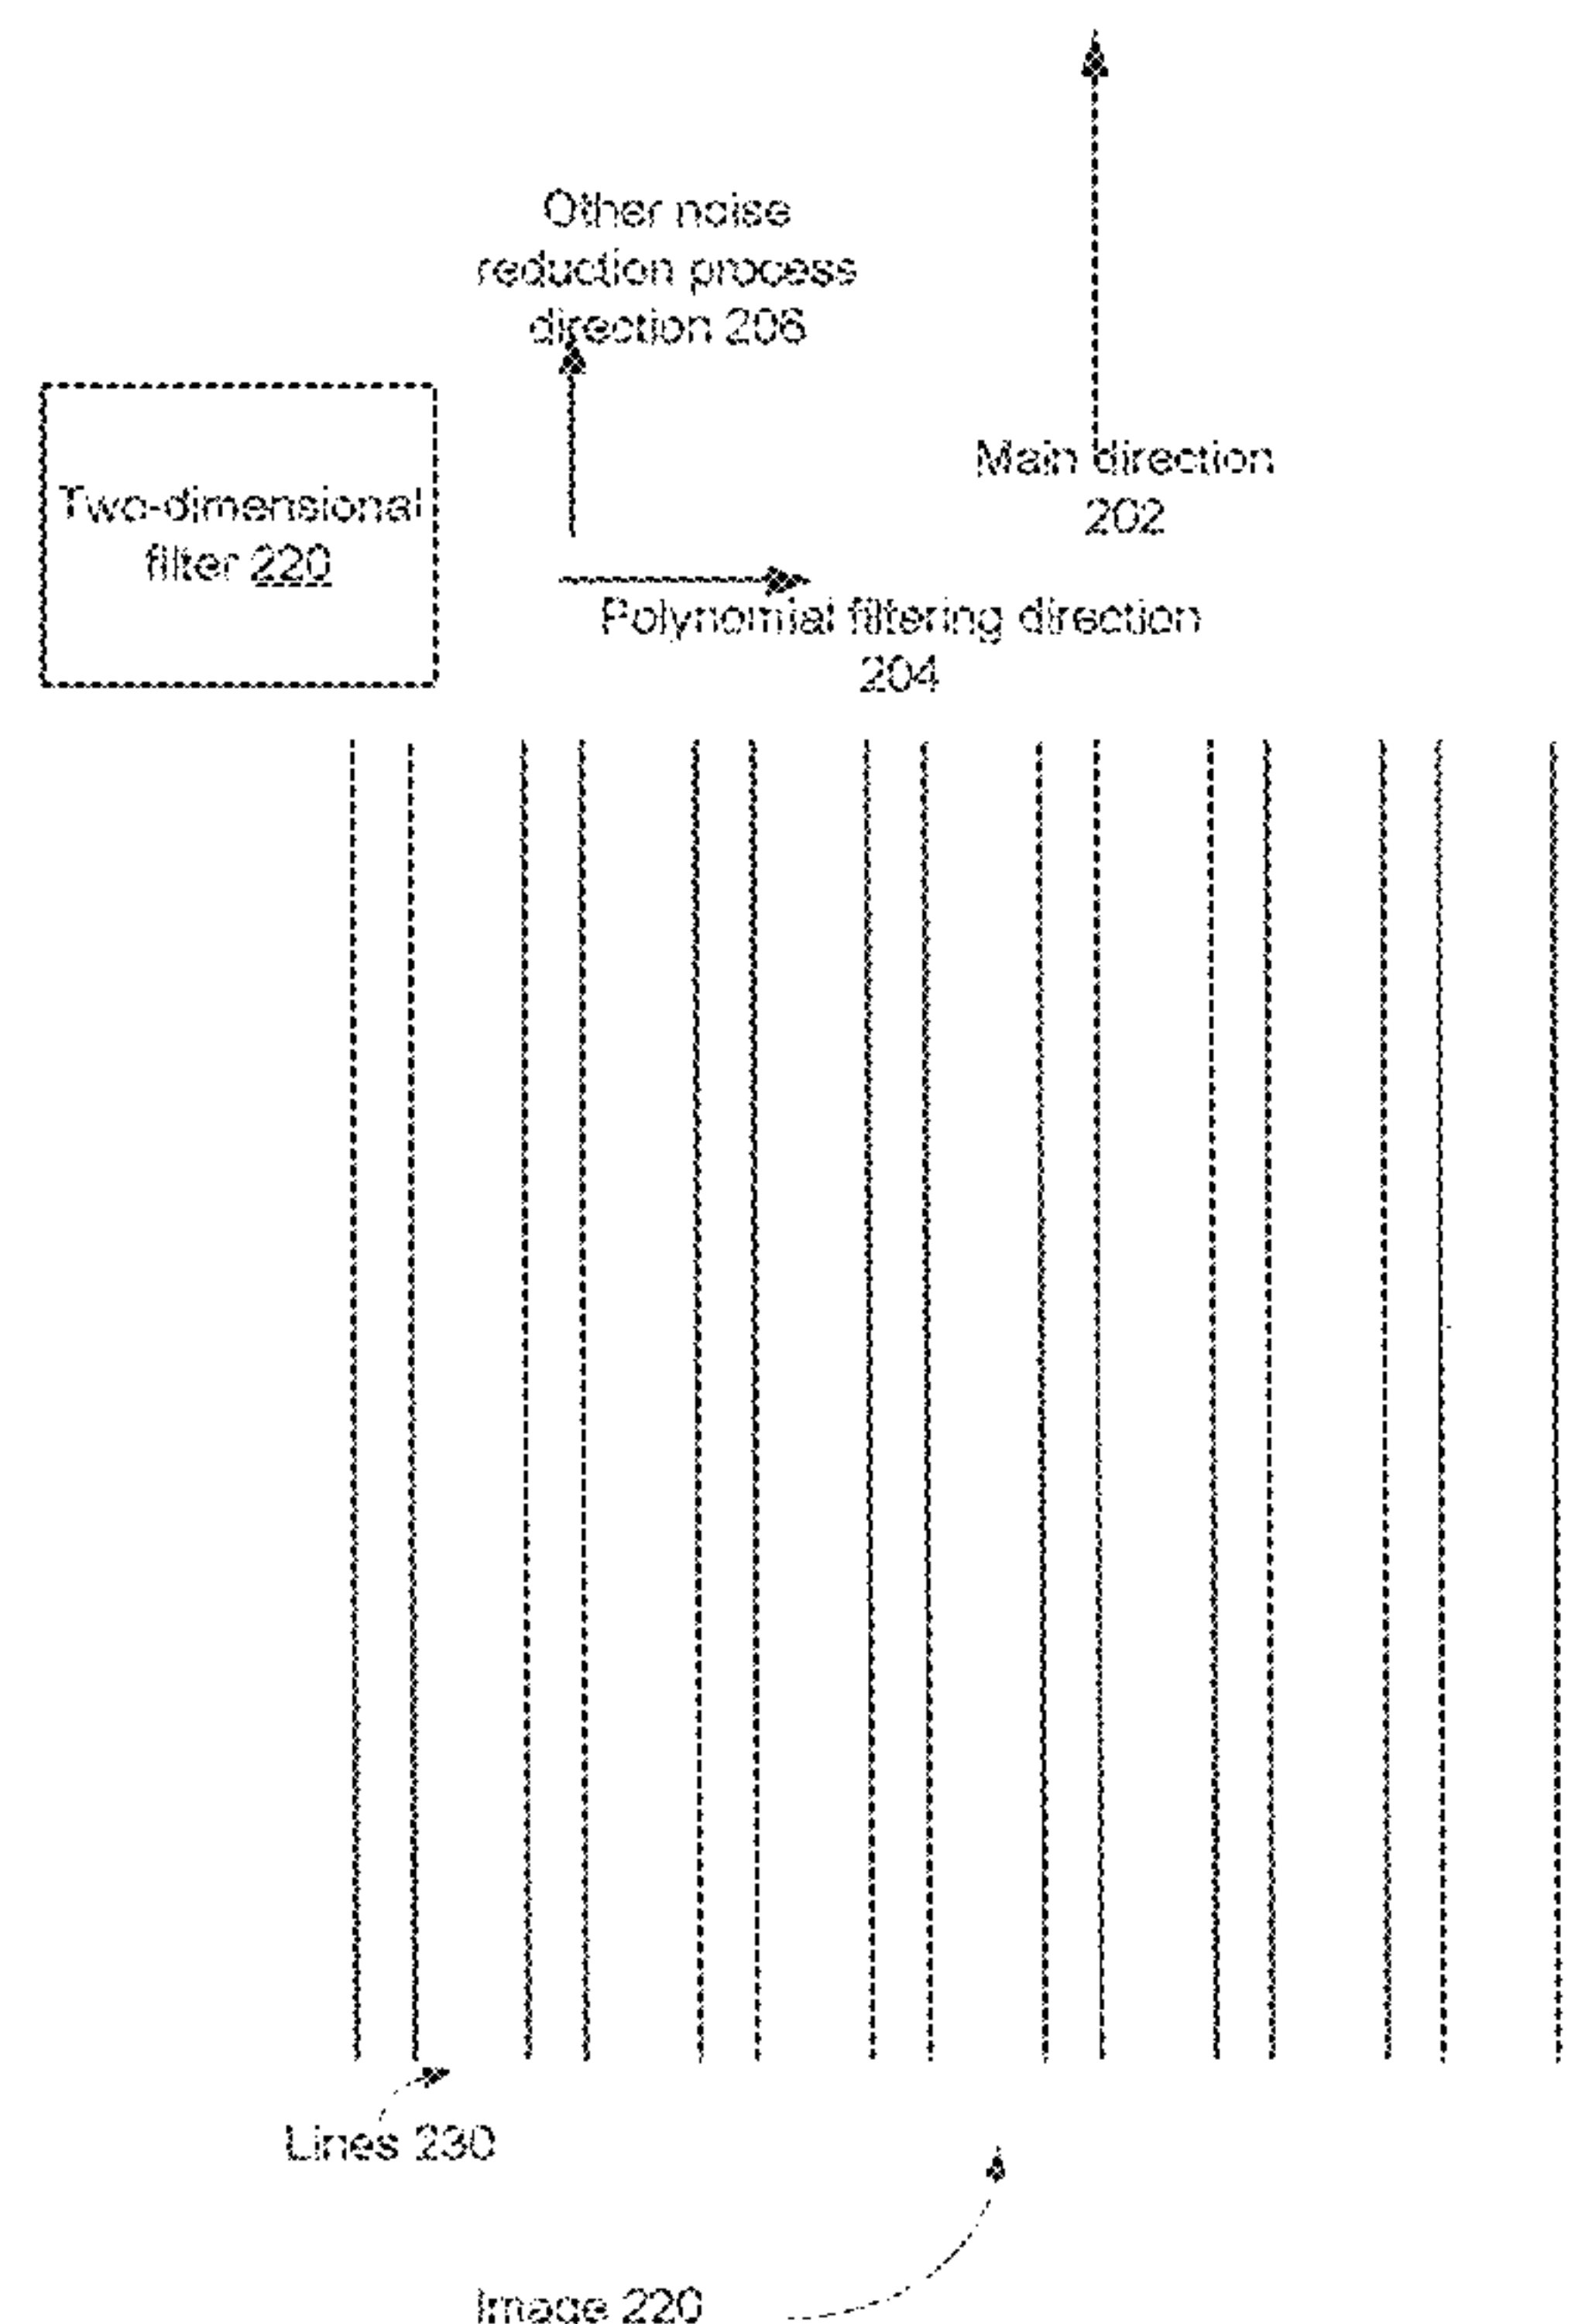 Other noise
reduction process
direction 206
Main direction
202
Two-dimensional
filter 220
Polynomial filtering direction
204
Lines 230
Image 220